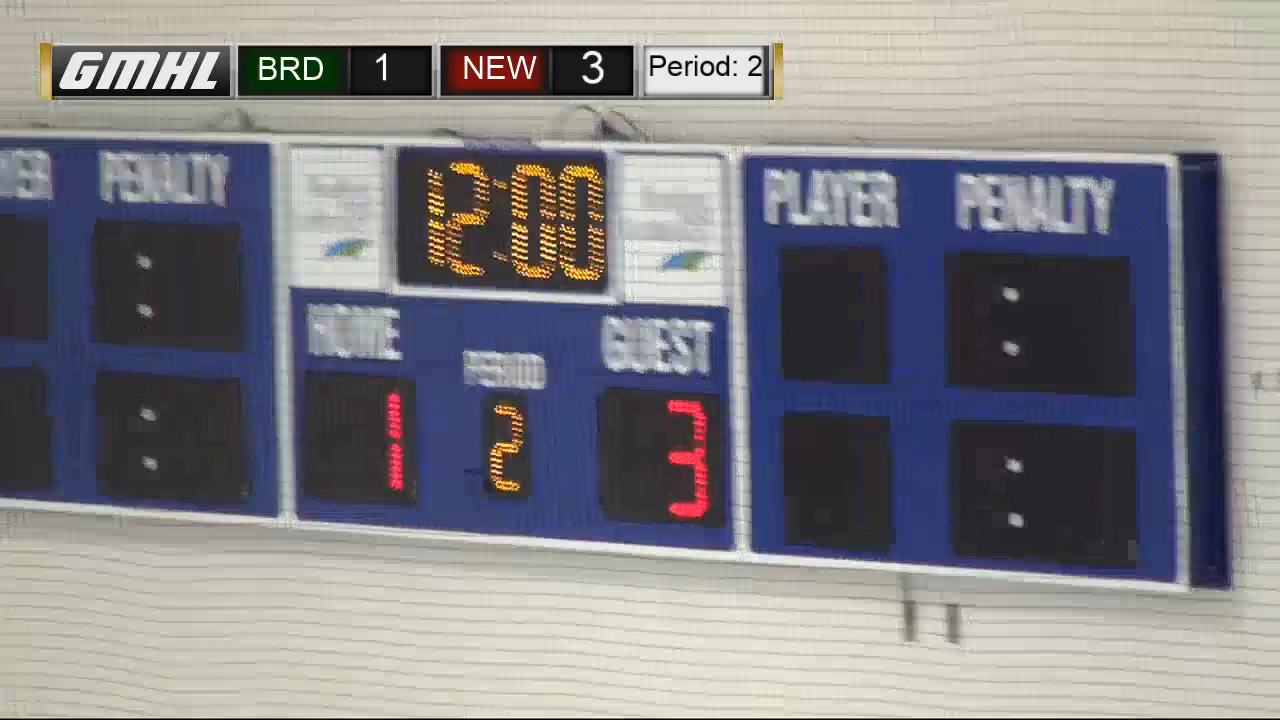 GMHL BRD 1 NEW 3 Period: 2
PENALTY 12:00 PLAYER PENALTY
HOME PERIOD GUEST
1 2 3